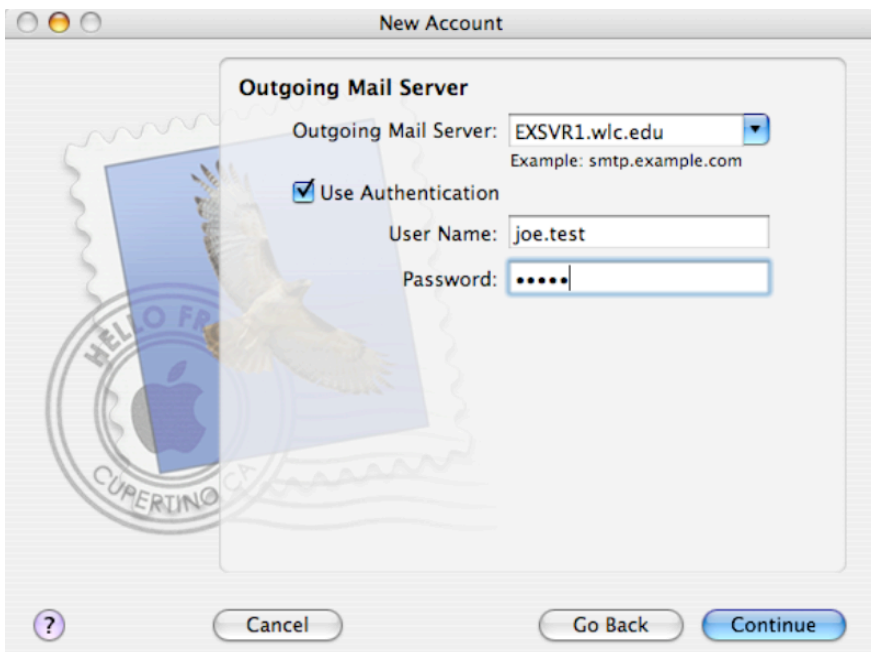 New Account
Outgoing Mail Server
Outgoing Mail Server: EXSVR1.wlc.edu
Example: smtp.example.com
Use Authentication
User Name: joe.test
Password: •••••
HELLO FR
CUPERTINO CA
? Cancel Go Back Continue